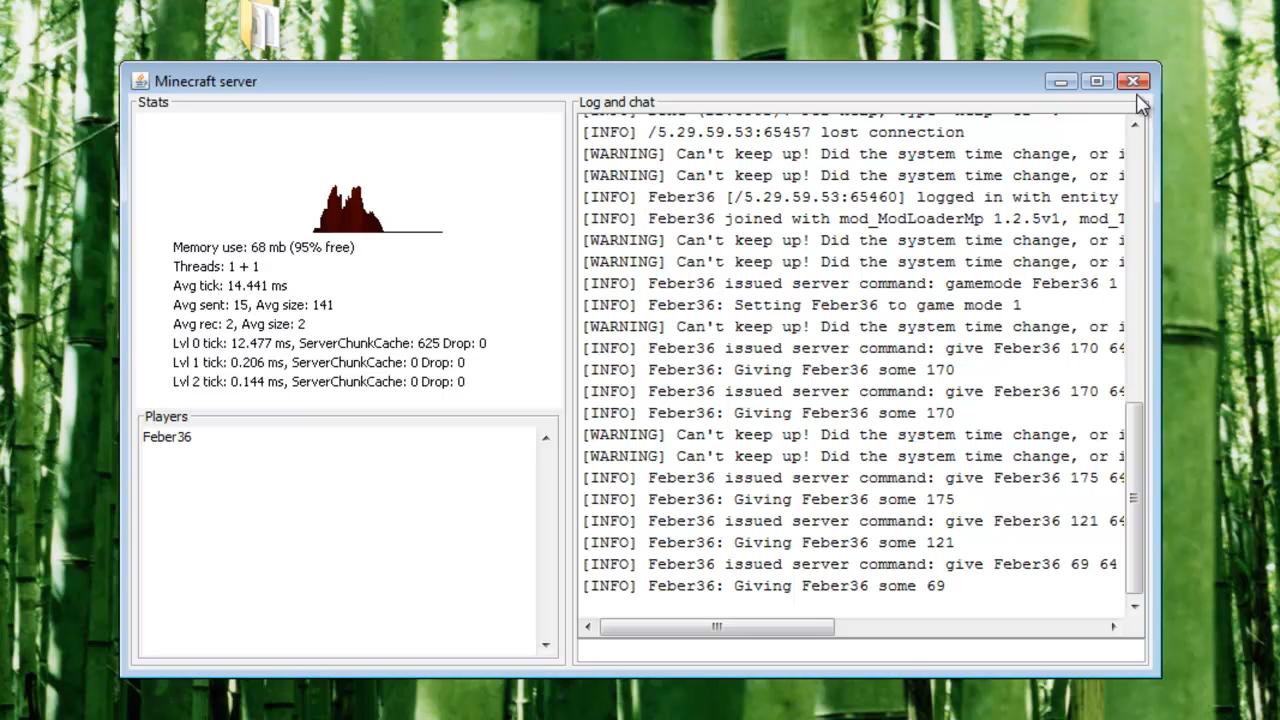 Minecraft server
Stats
Memory use: 68 mb (95% free)
Threads: 1 + 1
Avg tick: 14.441 ms
Avg sent: 15, Avg size: 141
Avg rec: 2, Avg size: 2
Lvl 0 tick: 12.477 ms, ServerChunkCache: 625 Drop: 0
Lvl 1 tick: 0.206 ms, ServerChunkCache: 0 Drop: 0
Lvl 2 tick: 0.144 ms, ServerChunkCache: 0 Drop: 0
Players
Feber36
Log and chat
[INFO] /5.29.59.53:65457 lost connection
[WARNING] Can't keep up! Did the system time change, or i
[WARNING] Can't keep up! Did the system time change, or i
[INFO] Feber36 [/5.29.59.53:65460] logged in with entity
[INFO] Feber36 joined with mod_ModLoaderMp 1.2.5v1, mod_
[WARNING] Can't keep up! Did the system time change, or i
[WARNING] Can't keep up! Did the system time change, or i
[INFO] Feber36 issued server command: gamemode Feber36 1
[INFO] Feber36: Setting Feber36 to game mode 1
[WARNING] Can't keep up! Did the system time change, or i
[INFO] Feber36 issued server command: give Feber36 170 64
[INFO] Feber36: Giving Feber36 some 170
[INFO] Feber36 issued server command: give Feber36 170 64
[INFO] Feber36: Giving Feber36 some 170
[WARNING] Can't keep up! Did the system time change, or i
[WARNING] Can't keep up! Did the system time change, or i
[INFO] Feber36 issued server command: give Feber36 175 64
[INFO] Feber36: Giving Feber36 some 175
[INFO] Feber36 issued server command: give Feber36 121 64
[INFO] Feber36: Giving Feber36 some 121
[INFO] Feber36 issued server command: give Feber36 69 64
[INFO] Feber36: Giving Feber36 some 69